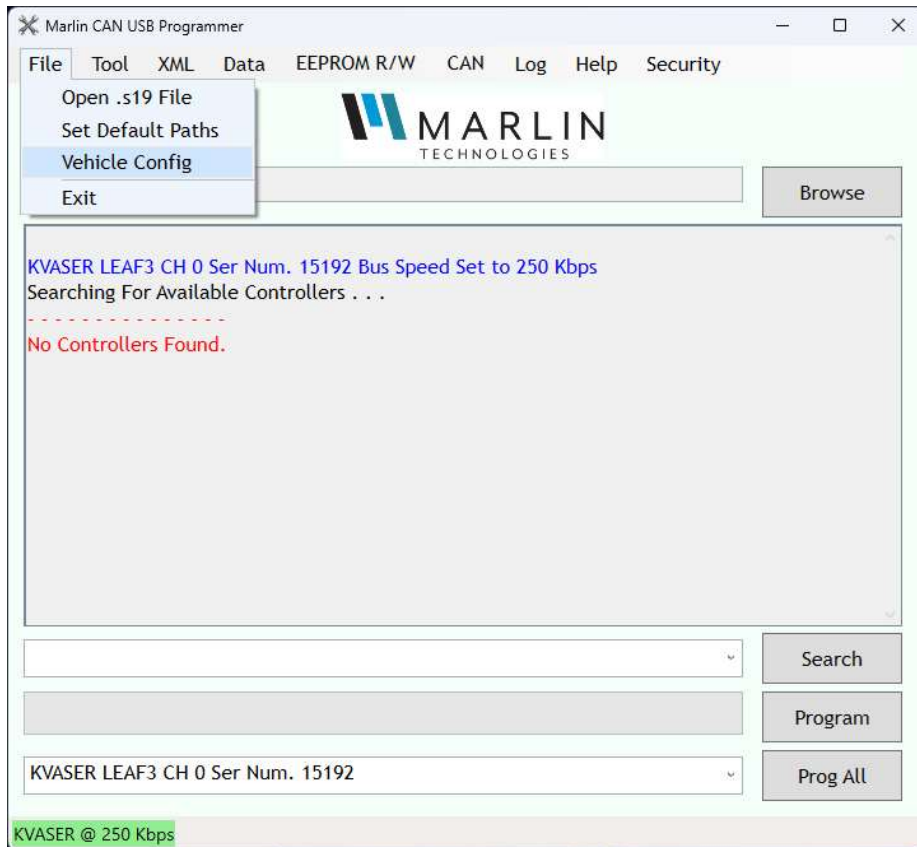 Marlin CAN USB Programmer
File Tool XML Data EEPROM R/W CAN Log Help Security
Open .s19 File
Set Default Paths
Vehicle Config
Exit
MARLIN
TECHNOLOGIES
Browse
KVASER LEAF3 CH 0 Ser Num. 15192 Bus Speed Set to 250 Kbps
Searching For Available Controllers . . .
- - - - - - - - - - - - - - -
No Controllers Found.
Search
Program
KVASER LEAF3 CH 0 Ser Num. 15192
Prog All
KVASER @ 250 Kbps